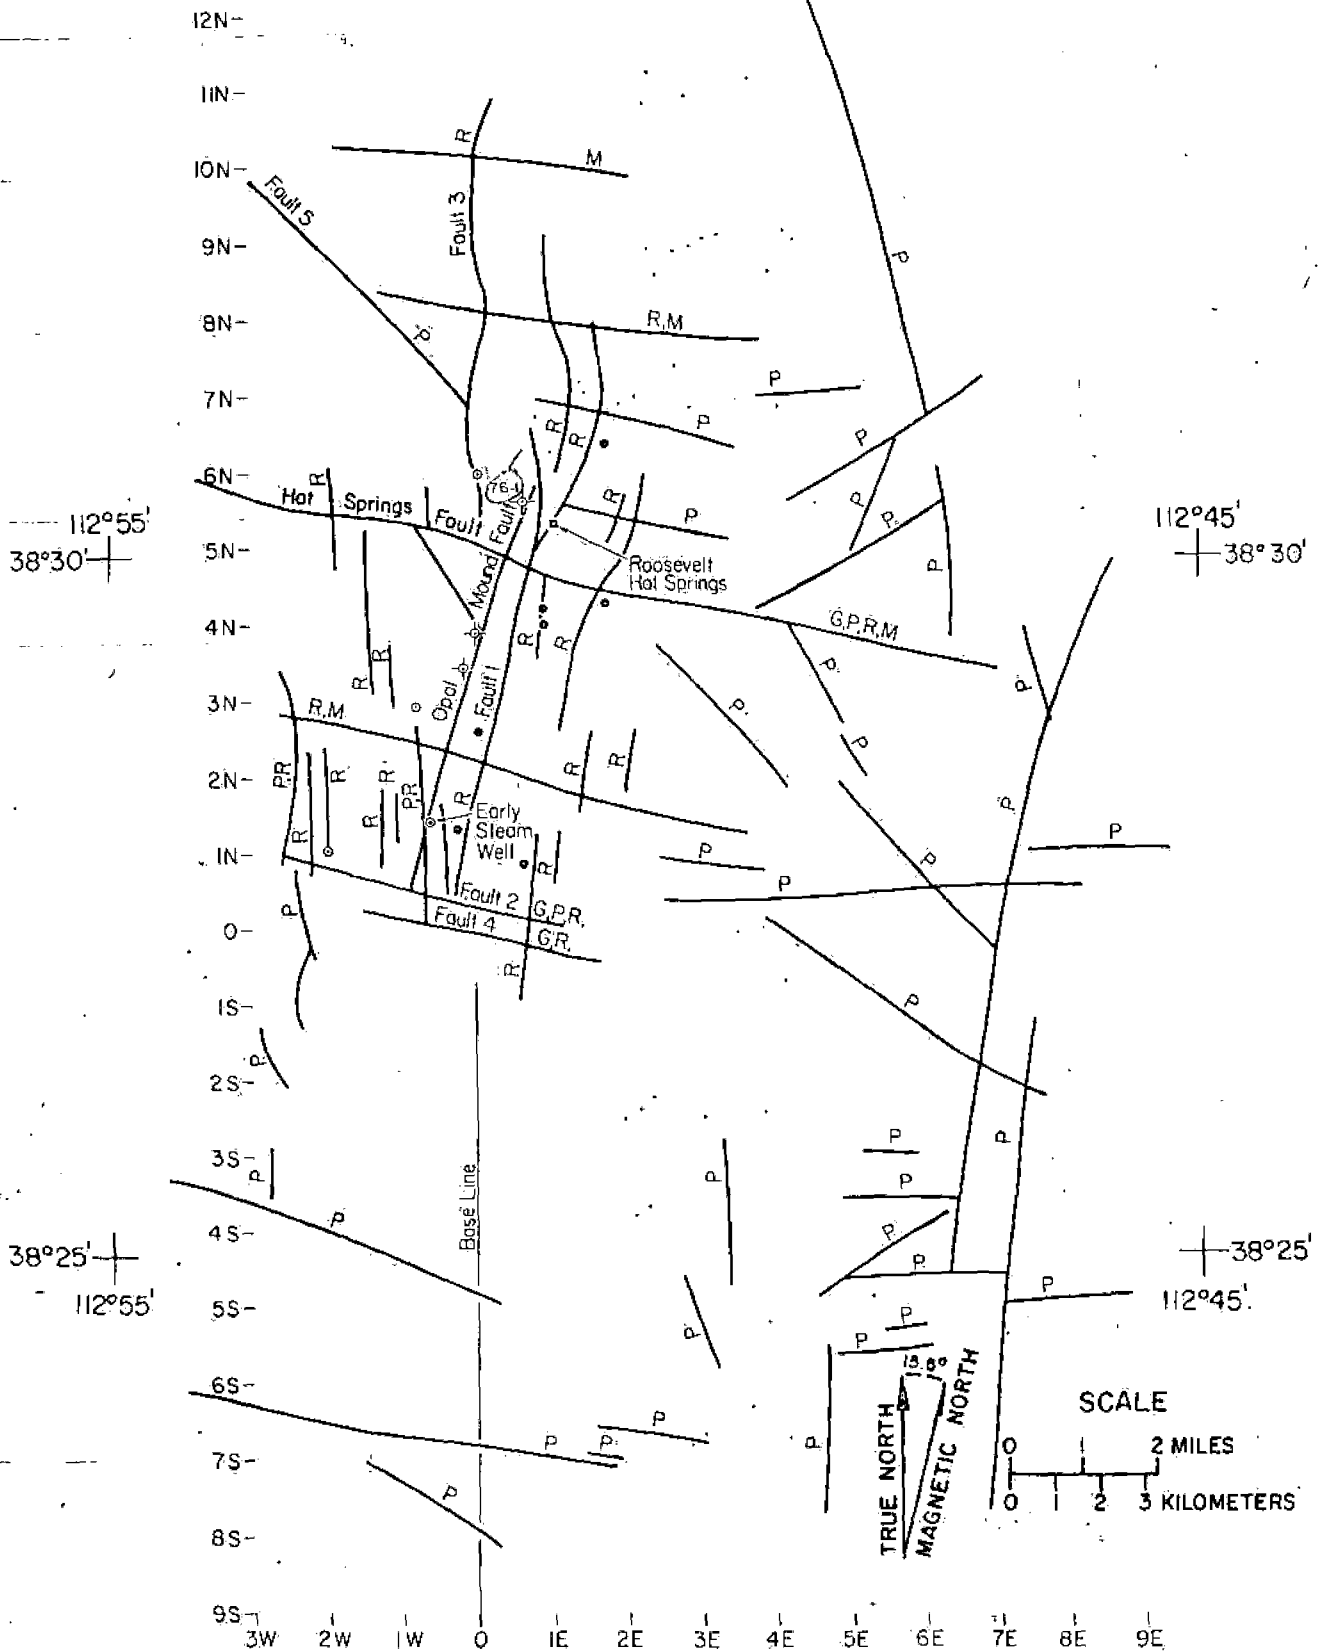 12N-
11N-
R
10N-
M
Fault 5
Fault 3
9N-
P
8N-
R,M
P
7N-
P
P
R
R
P
6N-
R
76-1
R
P
Hot Springs Fault
P
P
112°55'
112°45'
38°30'
5N-
38°30'
P
Roosevelt
Hot Springs
Opal Mound Fault
4N-
R
R
G,P,R,M
R
R
P
P
3N-
R,M
Fault 1
P
P
2N-
P,R
R
R
P,R
R
R
R
P
R
R
Early
Steam
Well
P
P
1N-
R
P
P
Fault 2
G,P,R,
P
Fault 4
G,R,
0-
R
P
1S-
P
2S-
P
3S-
P
P
P
Base Line
P
4S-
P
P
38°25'
38°25'
112°55'
P
112°45'
5S-
P
P
P
P
13.8°
6S-
TRUE NORTH
MAGNETIC NORTH
SCALE
P
P
P
P
0 1 2 MILES
7S-
P
0 1 2 3 KILOMETERS
8S-
9S-
3W 2W 1W 0 1E 2E 3E 4E 5E 6E 7E 8E 9E